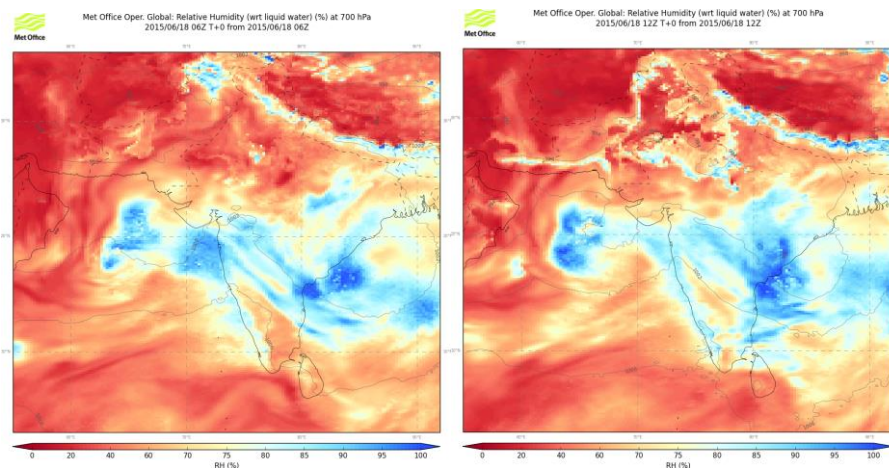 Met Office
Met Office Oper. Global: Relative Humidity (wrt liquid water) (%) at 700 hPa
2015/06/18 06Z T+0 from 2015/06/18 06Z
0 20 40 60 70 75 80 85 90 95 100
RH (%)
Met Office
Met Office Oper. Global: Relative Humidity (wrt liquid water) (%) at 700 hPa
2015/06/18 12Z T+0 from 2015/06/18 12Z
0 20 40 60 70 75 80 85 90 95 100
RH (%)